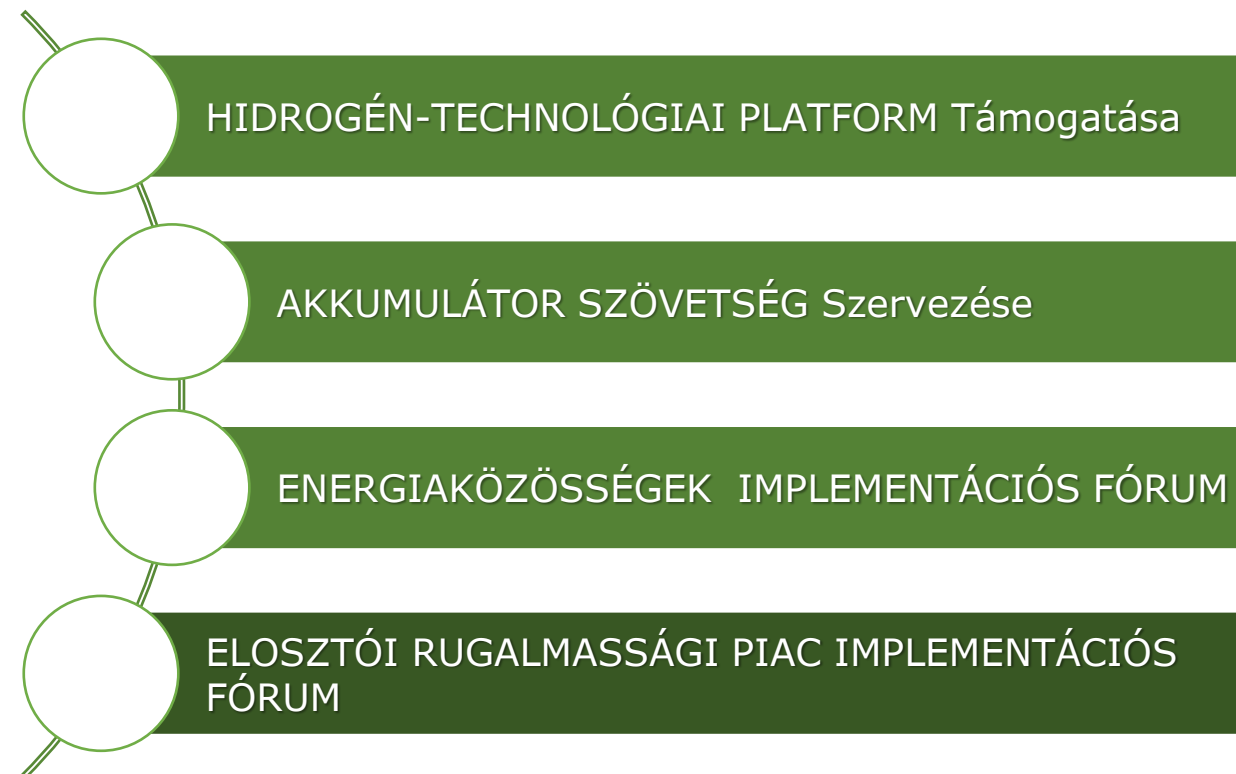 HIDROGÉN-TECHNOLÓGIAI PLATFORM Támogatása
AKKUMULÁTOR SZÖVETSÉG Szervezése
ENERGIAKÖZÖSSÉGEK IMPLEMENTÁCIÓS FÓRUM
ELOSZTÓI RUGALMASSÁGI PIAC IMPLEMENTÁCIÓS
FÓRUM